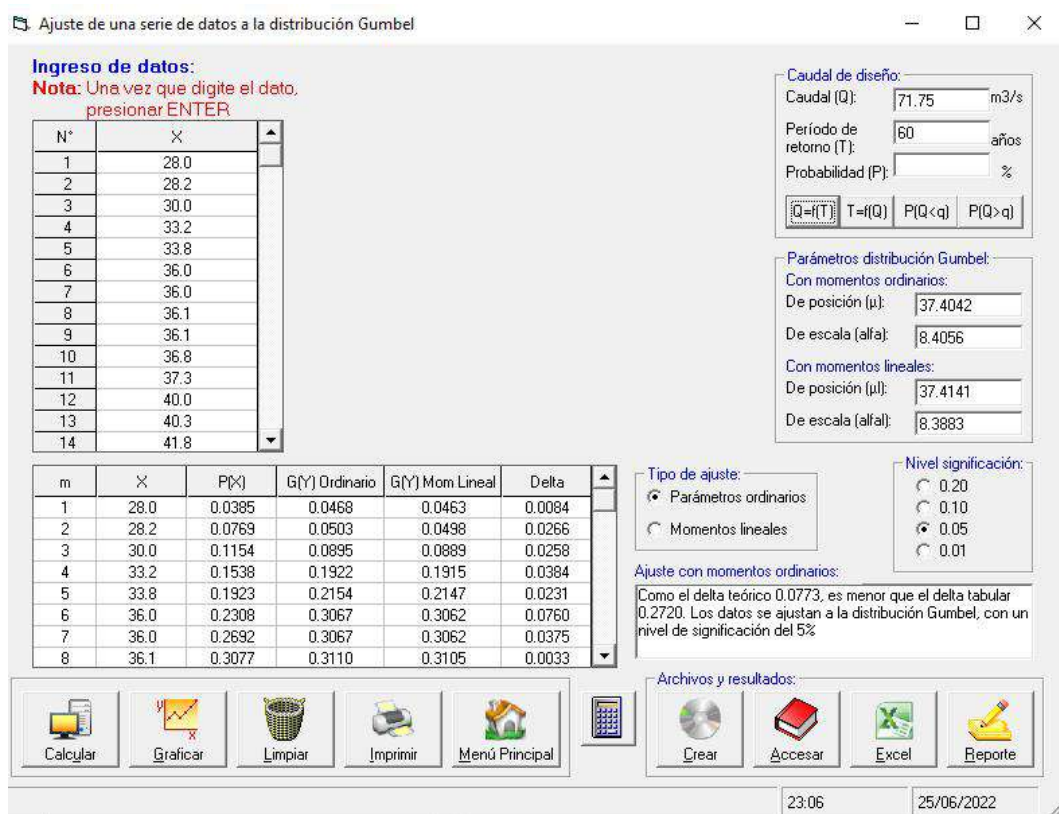 Ajuste de una serie de datos a la distribución Gumbel
Ingreso de datos:
Nota: Una vez que digite el dato,
presionar ENTER
N° X
1 28.0
2 28.2
3 30.0
4 33.2
5 33.8
6 36.0
7 36.0
8 36.1
9 36.1
10 36.8
11 37.3
12 40.0
13 40.3
14 41.8
Caudal de diseño:
Caudal (Q): 71.75 m3/s
Período de
retorno (T): 60 años
Probabilidad (P): %
Q=f(T) T=f(Q) P(Q<q) P(Q>q)
Parámetros distribución Gumbel:
Con momentos ordinarios:
De posición (µ): 37.4042
De escala (alfa): 8.4056
Con momentos lineales:
De posición (µl): 37.4141
De escala (alfal): 8.3883
m X P(X) G(Y) Ordinario G(Y) Mom Lineal Delta
1 28.0 0.0385 0.0468 0.0463 0.0084
2 28.2 0.0769 0.0503 0.0498 0.0266
3 30.0 0.1154 0.0895 0.0889 0.0258
4 33.2 0.1538 0.1922 0.1915 0.0384
5 33.8 0.1923 0.2154 0.2147 0.0231
6 36.0 0.2308 0.3067 0.3062 0.0760
7 36.0 0.2692 0.3067 0.3062 0.0375
8 36.1 0.3077 0.3110 0.3105 0.0033
Tipo de ajuste:
Parámetros ordinarios
Momentos lineales
Nivel significación:
0.20
0.10
0.05
0.01
Ajuste con momentos ordinarios:
Como el delta teórico 0.0773, es menor que el delta tabular
0.2720. Los datos se ajustan a la distribución Gumbel, con un
nivel de significación del 5%
Calcular Graficar Limpiar Imprimir Menú Principal
Archivos y resultados:
Crear Accesar Excel Reporte
23:06 25/06/2022